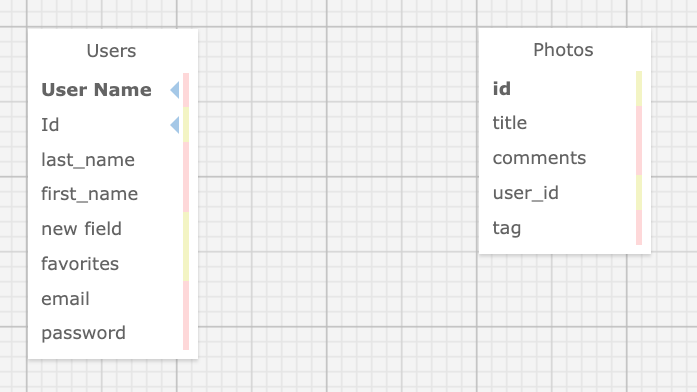 Users
User Name
Id
last_name
first_name
new field
favorites
email
password
Photos
id
title
comments
user_id
tag